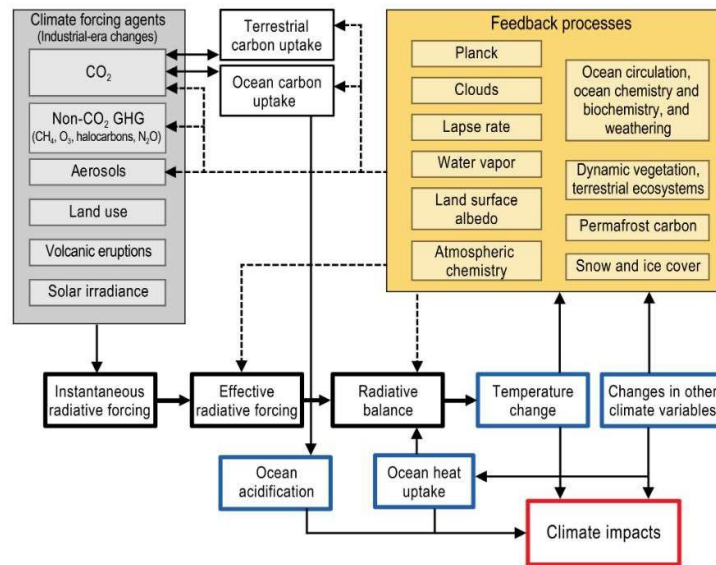 Climate forcing agents
(Industrial-era changes)
CO₂
Non-CO₂ GHG
(CH₄, O₃, halocarbons, N₂O)
Aerosols
Land use
Volcanic eruptions
Solar irradiance
Terrestrial
carbon uptake
Ocean carbon
uptake
Feedback processes
Planck
Clouds
Lapse rate
Water vapor
Land surface
albedo
Atmospheric
chemistry
Ocean circulation,
ocean chemistry and
biochemistry, and
weathering
Dynamic vegetation,
terrestrial ecosystems
Permafrost carbon
Snow and ice cover
Instantaneous
radiative forcing
Effective
radiative forcing
Radiative
balance
Temperature
change
Changes in other
climate variables
Ocean
acidification
Ocean heat
uptake
Climate impacts